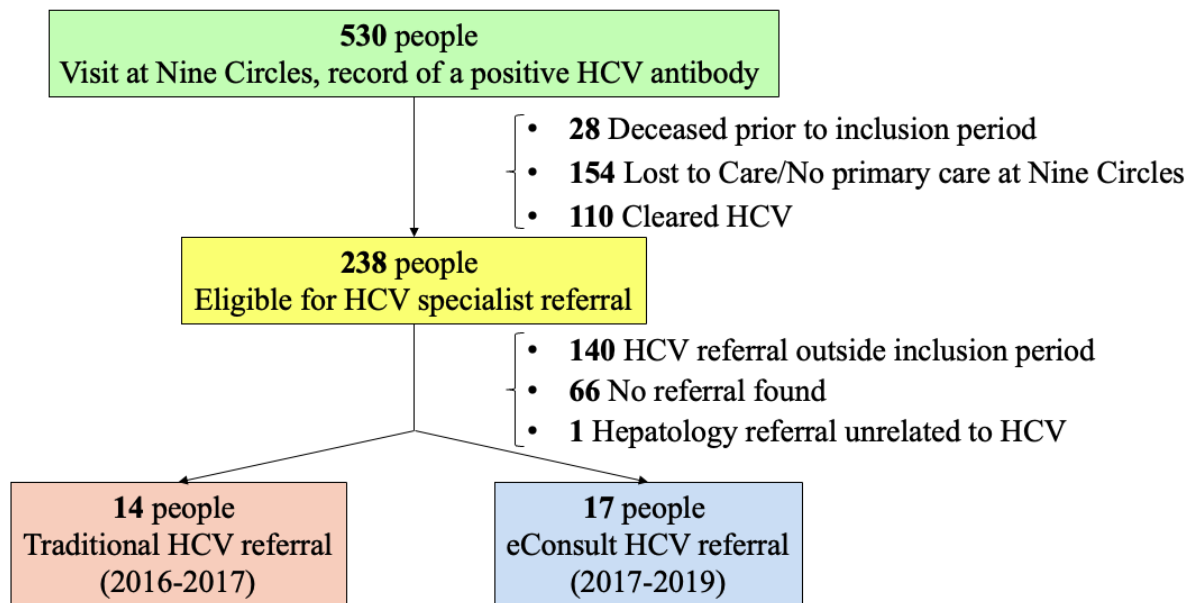 530 people
Visit at Nine Circles, record of a positive HCV antibody
• 28 Deceased prior to inclusion period
• 154 Lost to Care/No primary care at Nine Circles
• 110 Cleared HCV
238 people
Eligible for HCV specialist referral
• 140 HCV referral outside inclusion period
• 66 No referral found
• 1 Hepatology referral unrelated to HCV
14 people
Traditional HCV referral
(2016-2017)
17 people
eConsult HCV referral
(2017-2019)